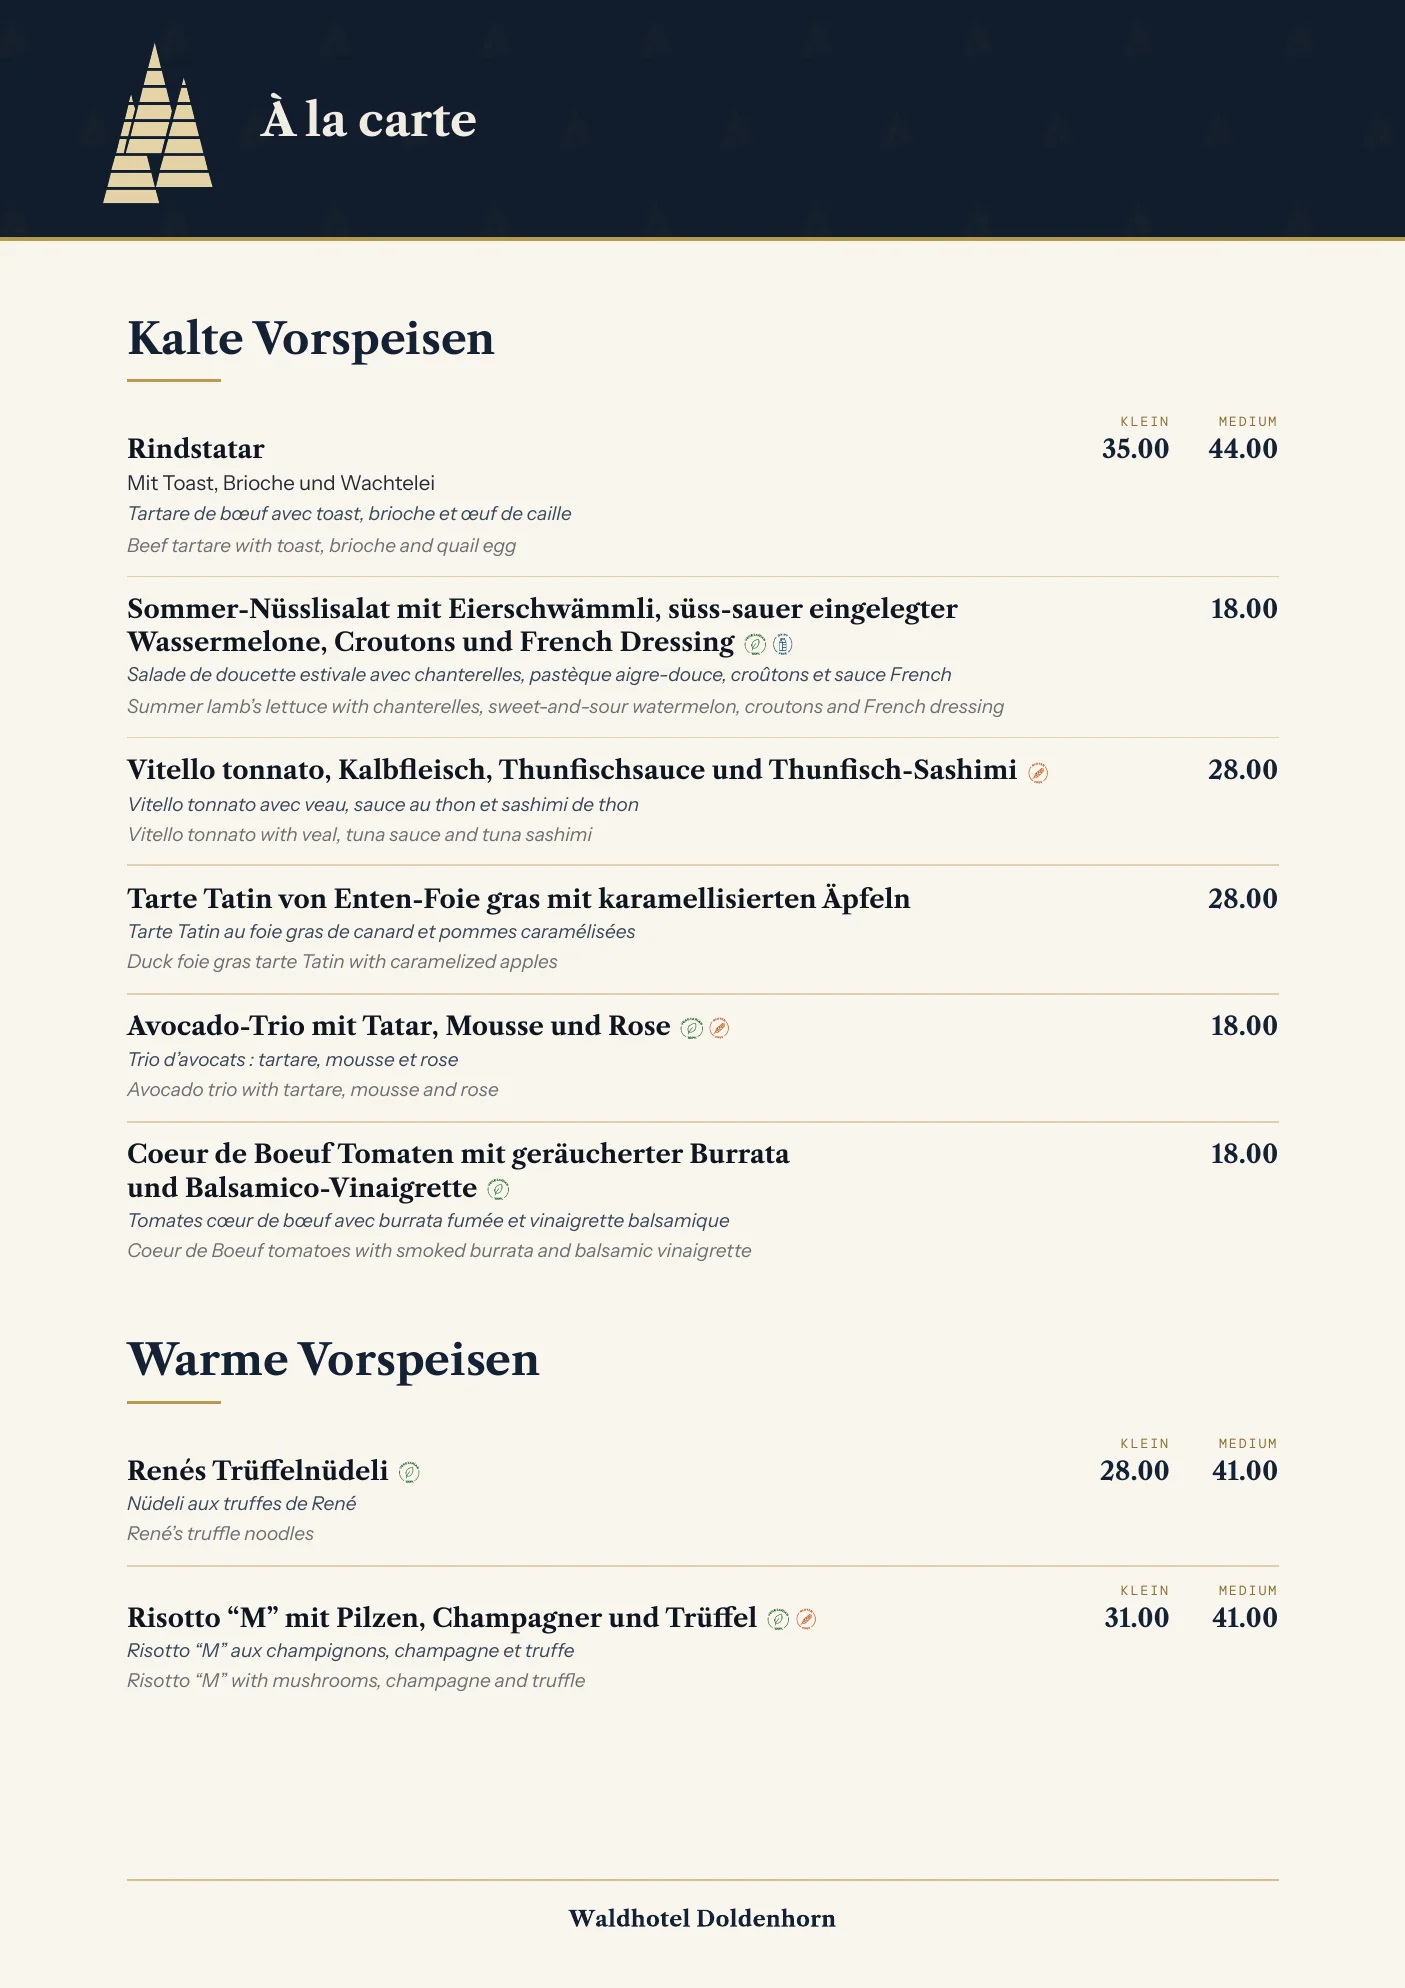 À la carte
Kalte Vorspeisen
KLEIN MEDIUM
Rindstatar 35.00 44.00
Mit Toast, Brioche und Wachtelei
Tartare de bœuf avec toast, brioche et œuf de caille
Beef tartare with toast, brioche and quail egg
Sommer-Nüsslisalat mit Eierschwämmli, süss-sauer eingelegter 18.00
Wassermelone, Croutons und French Dressing
Salade de doucette estivale avec chanterelles, pastèque aigre-douce, croûtons et sauce French
Summer lamb’s lettuce with chanterelles, sweet-and-sour watermelon, croutons and French dressing
Vitello tonnato, Kalbfleisch, Thunfischsauce und Thunfisch-Sashimi 28.00
Vitello tonnato avec veau, sauce au thon et sashimi de thon
Vitello tonnato with veal, tuna sauce and tuna sashimi
Tarte Tatin von Enten-Foie gras mit karamellisierten Äpfeln 28.00
Tarte Tatin au foie gras de canard et pommes caramélisées
Duck foie gras tarte Tatin with caramelized apples
Avocado-Trio mit Tatar, Mousse und Rose 18.00
Trio d’avocats : tartare, mousse et rose
Avocado trio with tartare, mousse and rose
Coeur de Boeuf Tomaten mit geräucherter Burrata 18.00
und Balsamico-Vinaigrette
Tomates cœur de bœuf avec burrata fumée et vinaigrette balsamique
Coeur de Boeuf tomatoes with smoked burrata and balsamic vinaigrette
Warme Vorspeisen
KLEIN MEDIUM
Renés Trüffelnüdeli 28.00 41.00
Nüdeli aux truffes de René
René’s truffle noodles
KLEIN MEDIUM
Risotto “M” mit Pilzen, Champagner und Trüffel 31.00 41.00
Risotto “M” aux champignons, champagne et truffe
Risotto “M” with mushrooms, champagne and truffle
Waldhotel Doldenhorn